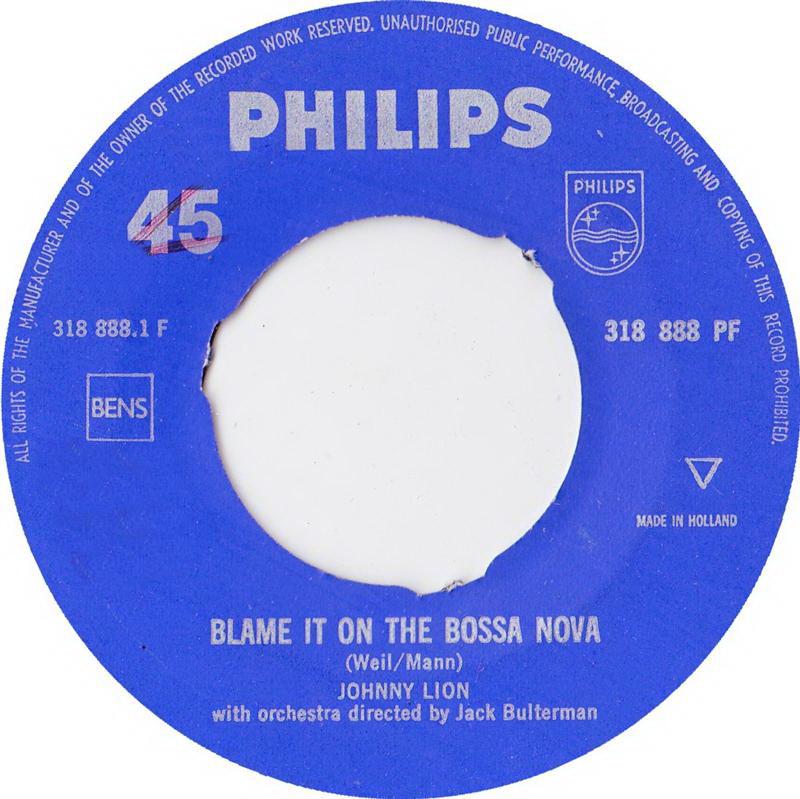 ALL RIGHTS OF THE MANUFACTURER AND OF THE OWNER OF THE RECORDED WORK RESERVED. UNAUTHORISED PUBLIC PERFORMANCE, BROADCASTING AND COPYING OF THIS RECORD PROHIBITED.
PHILIPS
45
PHILIPS
318 888.1 F
318 888 PF
BENS
MADE IN HOLLAND
BLAME IT ON THE BOSSA NOVA
(Weil/Mann)
JOHNNY LION
with orchestra directed by Jack Bulterman